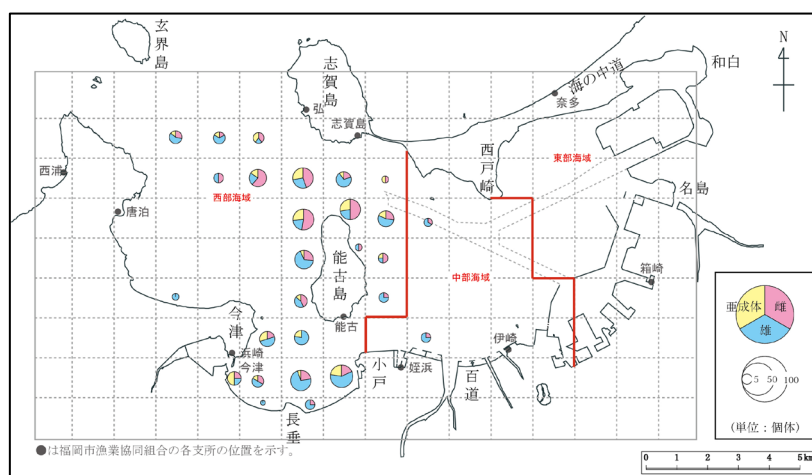 玄界島
志賀島
弘
志賀島
海の中道
奈多
和白
N
西戸崎
東部海域
西浦
唐泊
西部海域
名島
能古島
中部海域
箱崎
能古
今津
浜崎
今津
小戸
姪浜
百道
伊崎
長垂
亜成体
雌
雄
5 50 100
(単位:個体)
●は福岡市漁業協同組合の各支所の位置を示す。
0 1 2 3 4 5km